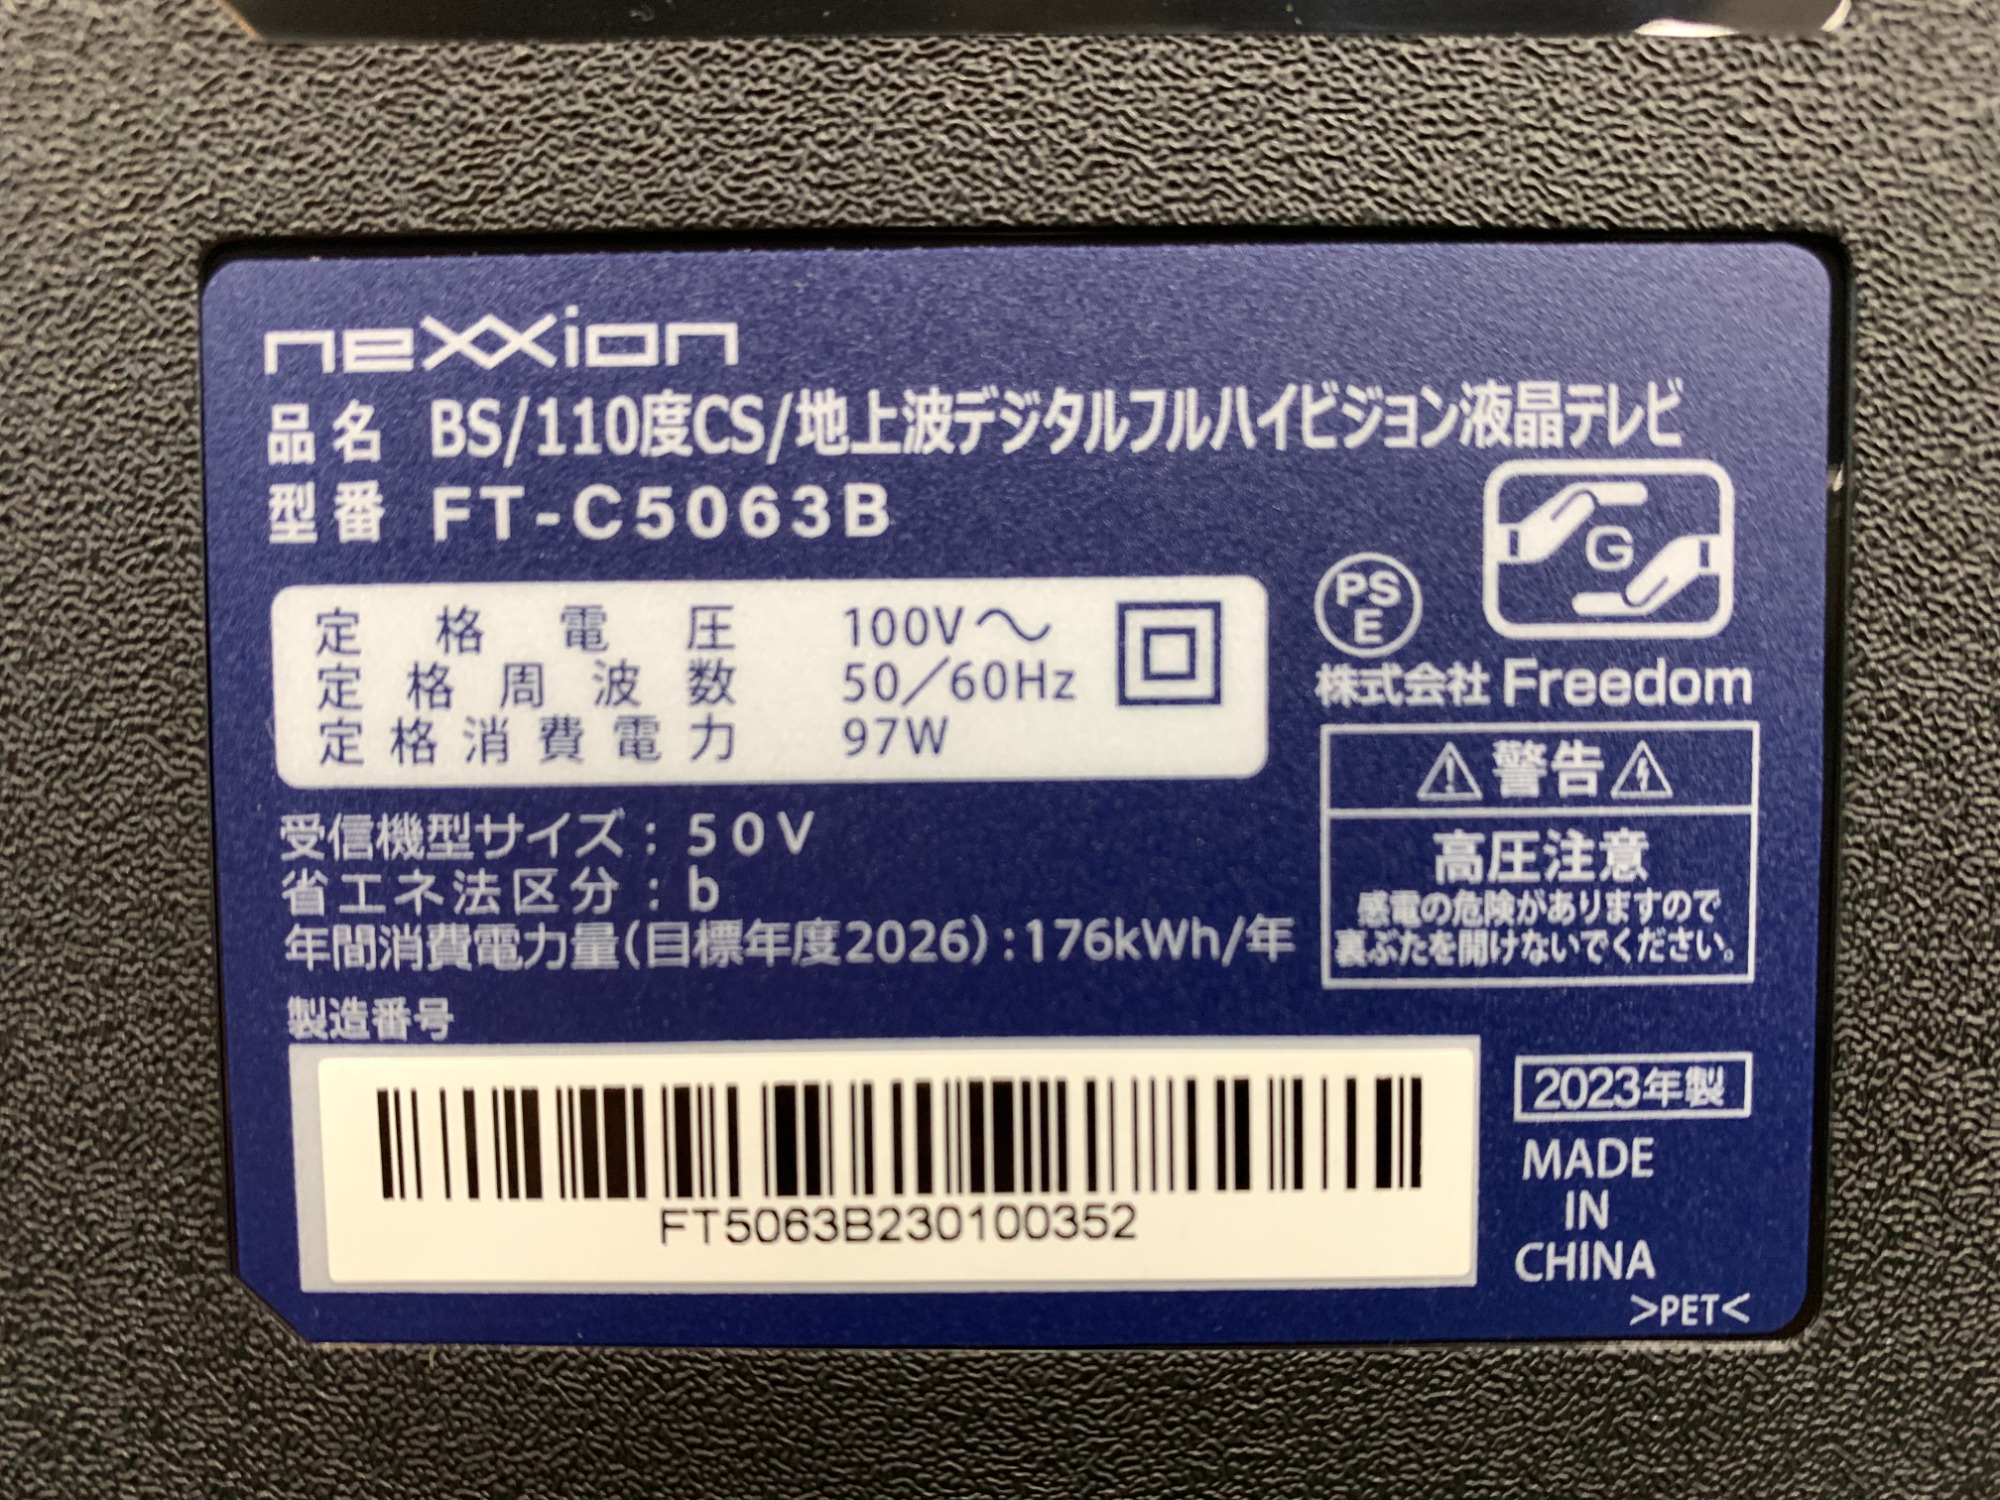 neXXion
品名 BS/110度CS/地上波デジタルフルハイビジョン液晶テレビ
型番 FT-C5063B
G
定格電圧 100V～
定格周波数 50/60Hz
定格消費電力 97W
PS
E
株式会社 Freedom
警告
高圧注意
感電の危険がありますので
裏ぶたを開けないでください。
受信機型サイズ：50V
省エネ法区分：b
年間消費電力量(目標年度2026):176kWh/年
製造番号
FT5063B230100352
2023年製
MADE
IN
CHINA
>PET<